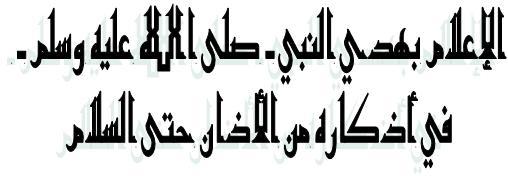 الإعلام بهدي النبي - صلى الله عليه وسلم -
في أذكاره من الأذان حتى السلام